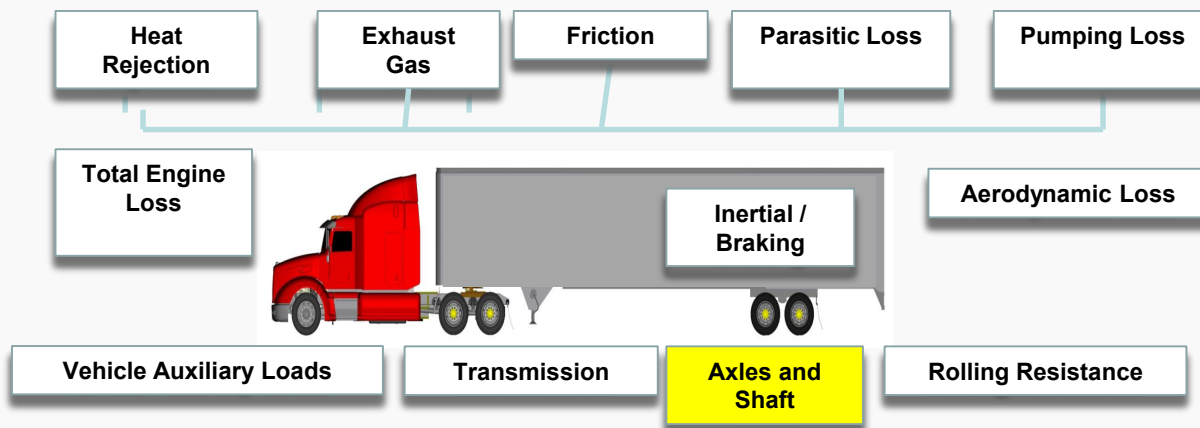 Heat
Rejection
Exhaust
Gas
Friction
Parasitic Loss
Pumping Loss
Total Engine
Loss
Inertial /
Braking
Aerodynamic Loss
Vehicle Auxiliary Loads
Transmission
Axles and
Shaft
Rolling Resistance